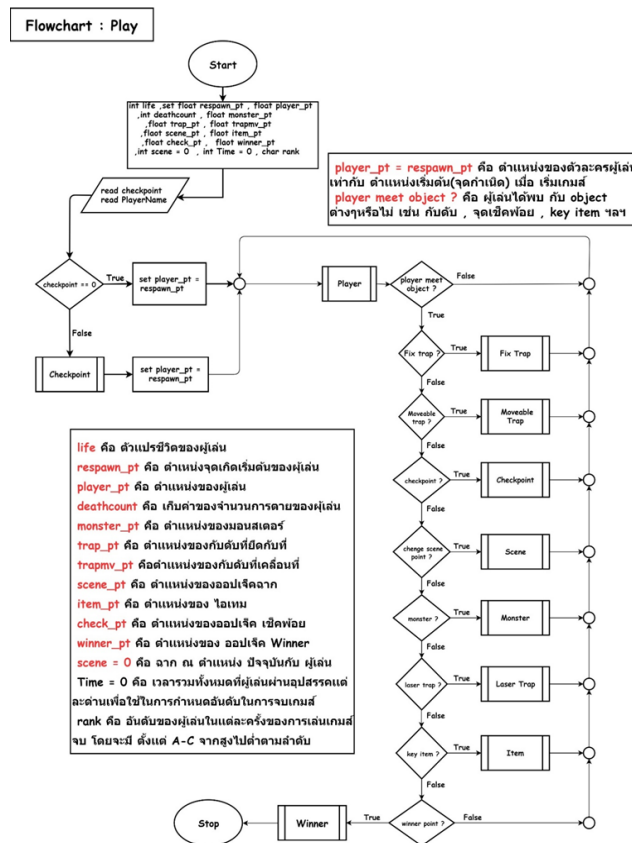 Flowchart : Play
Start
int life ,set float respawn_pt , float player_pt
,int deathcount , float monster_pt
,float trap_pt , float trapmv_pt
,float scene_pt , float item_pt
,float check_pt , float winner_pt
,int scene = 0 , int Time = 0 , char rank
read checkpoint
read PlayerName
player_pt = respawn_pt คือ ตำแหน่งของตัวละครผู้เล่น
เท่ากับ ตำแหน่งเริ่มต้น(จุดกำเนิด) เมื่อ เริ่มเกมส์
player meet object ? คือ ผู้เล่นได้พบ กับ object
ต่างๆหรือไม่ เช่น กับดับ , จุดเช็คพ้อย , key item ฯลฯ
checkpoint == 0
True
set player_pt =
respawn_pt
Player
player meet
object ?
False
True
False
Checkpoint
set player_pt =
respawn_pt
Fix trap ?
True
Fix Trap
False
Moveable
trap ?
True
Moveable
Trap
False
checkpoint ?
True
Checkpoint
False
change scene
point ?
True
Scene
False
monster ?
True
Monster
False
laser trap ?
True
Laser Trap
False
key item ?
True
Item
False
winner point ?
False
True
Winner
Stop
life คือ ตัวแปรชีวิตของผู้เล่น
respawn_pt คือ ตำแหน่งจุดเกิดเริ่มต้นของผู้เล่น
player_pt คือ ตำแหน่งของผู้เล่น
deathcount คือ เก็บค่าของจำนวนการตายของผู้เล่น
monster_pt คือ ตำแหน่งของมอนสเตอร์
trap_pt คือ ตำแหน่งของกับดับที่ยึดกับที่
trapmv_pt คือตำแหน่งของกับดับที่เคลื่อนที่
scene_pt คือ ตำแหน่งของออปเจ็คฉาก
item_pt คือ ตำแหน่งของ ไอเทม
check_pt คือ ตำแหน่งของออปเจ็ค เช็คพ้อย
winner_pt คือ ตำแหน่งของ ออปเจ็ค Winner
scene = 0 คือ ฉาก ณ ตำแหน่ง ปัจจุบันกับ ผู้เล่น
Time = 0 คือ เวลารวมทั้งหมดที่ผู้เล่นผ่านอุปสรรคแต่
ละด่านเพื่อใช้ในการกำหนดอันดับในการจบเกมส์
rank คือ อันดับของผู้เล่นในแต่ละครั้งของการเล่นเกมส์
จบ โดยจะมี ตั้งแต่ A-C จากสูงไปต่ำตามลำดับ